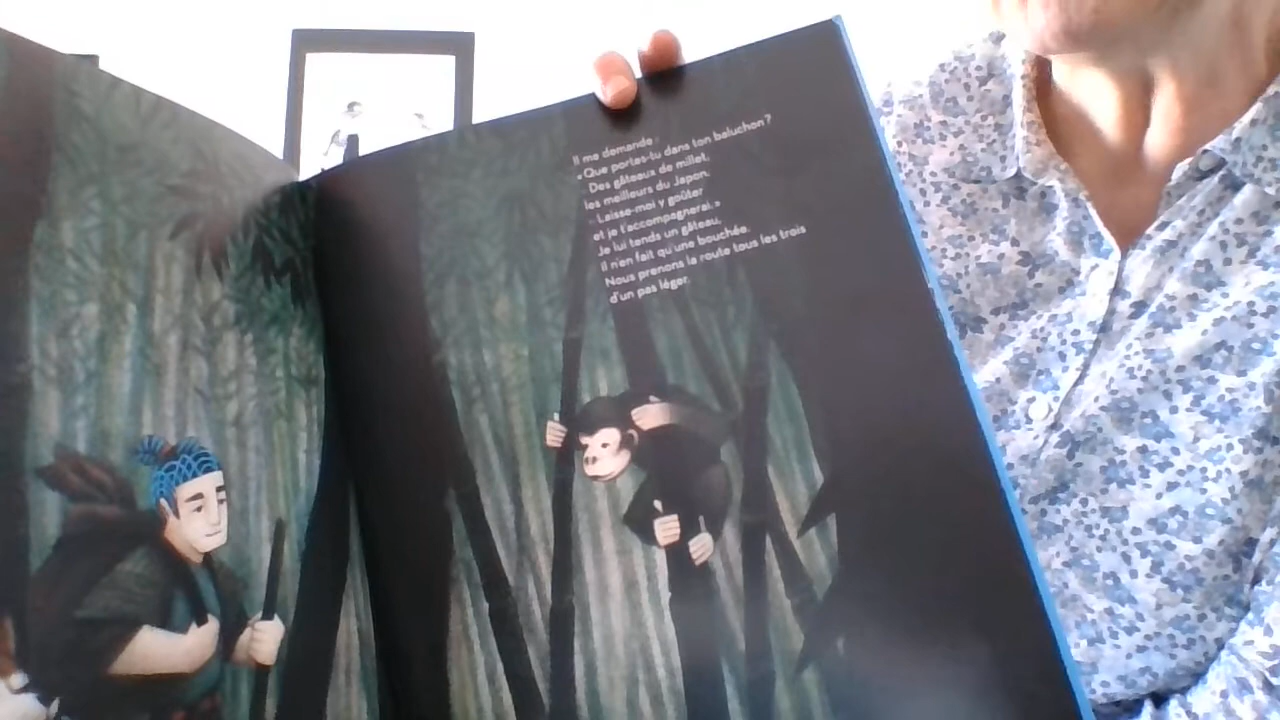 Il me demande :
« Que portes-tu dans ton baluchon ?
- Des gâteaux de millet,
les meilleurs du Japon.
- Laisse-moi y goûter
et je t'accompagnerai. »
Je lui tends un gâteau,
il n'en fait qu'une bouchée.
Nous prenons la route tous les trois
d'un pas léger.